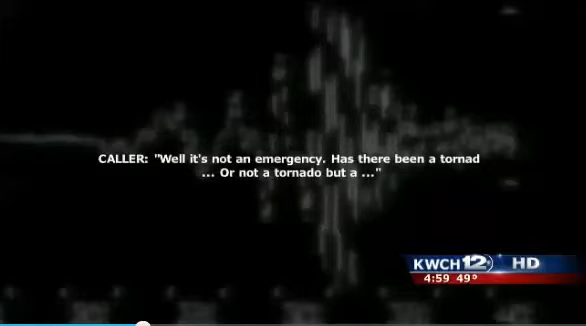 CALLER: "Well it's not an emergency. Has there been a tornad
... Or not a tornado but a ..."
KWCH 12 HD
4:59 49°